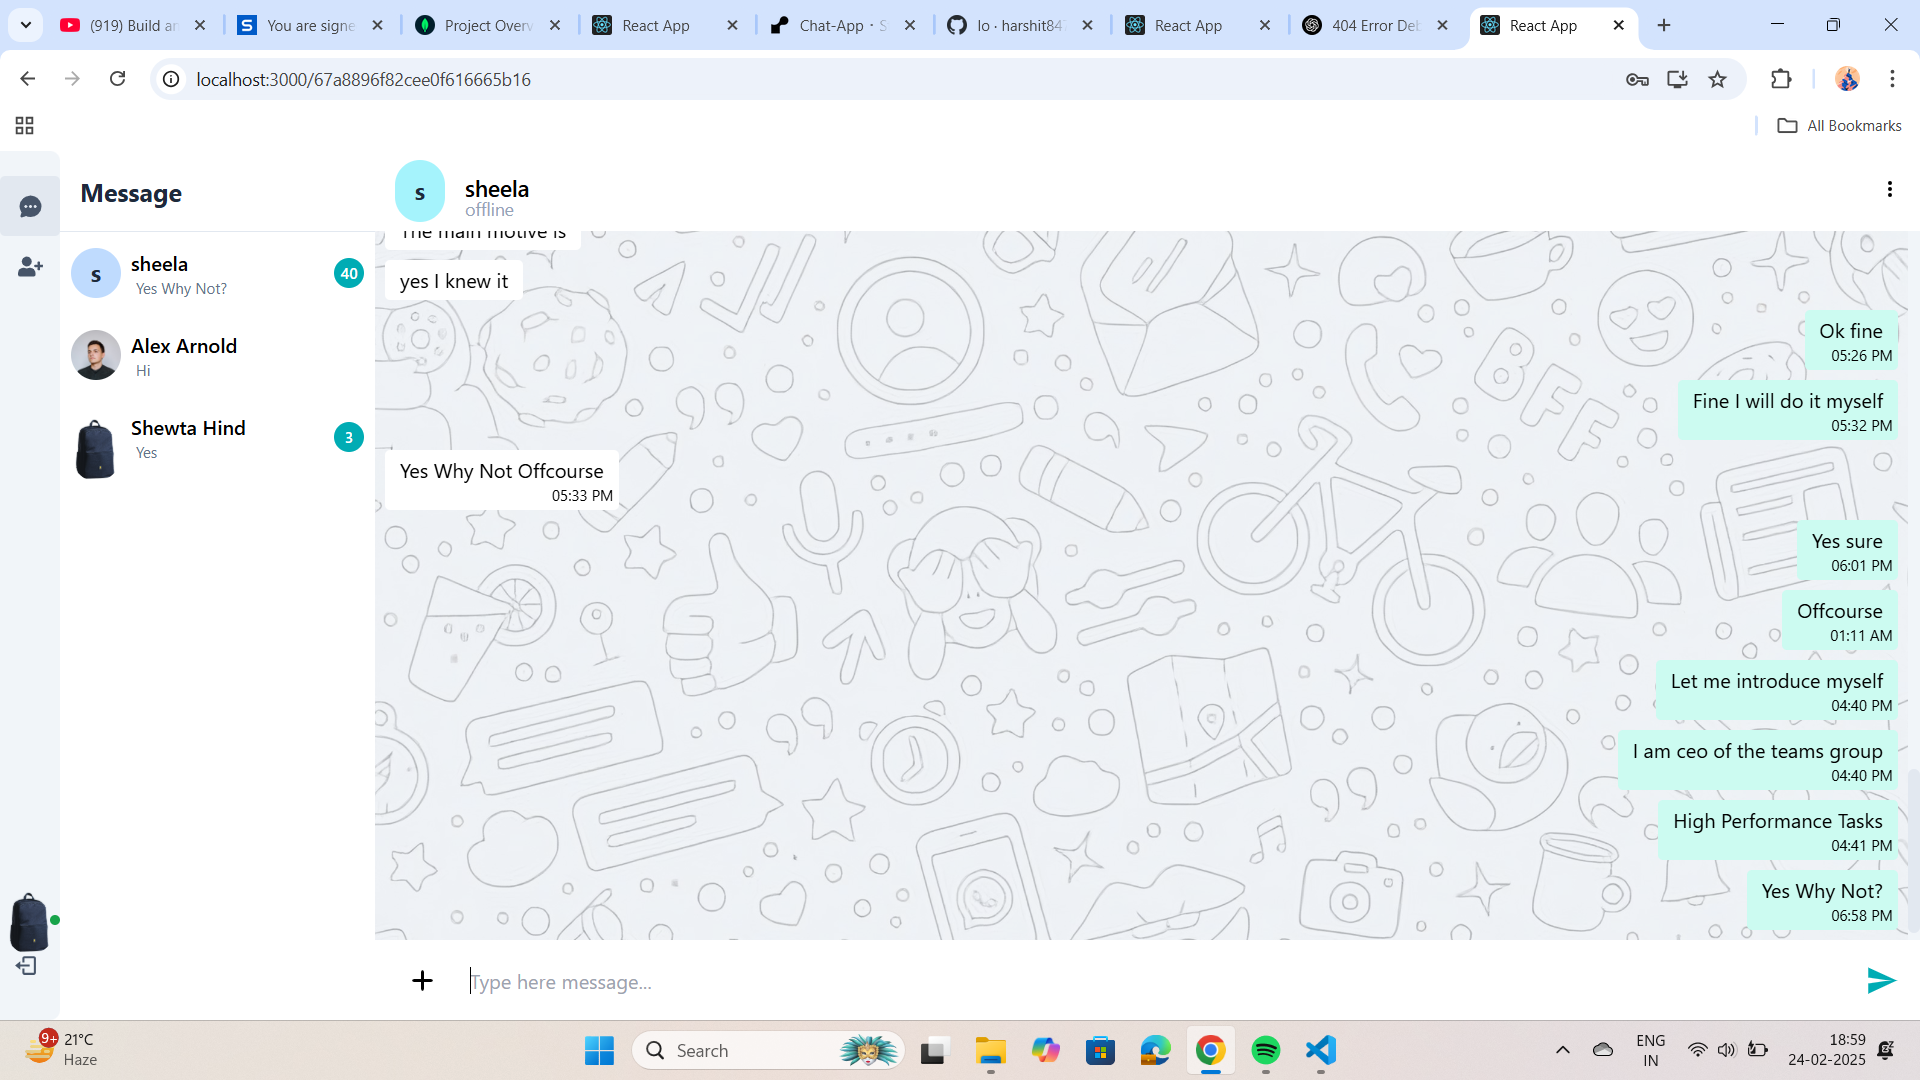 (919) Build an
You are signe
Project Overv
React App
Chat-App · S
Io · harshit847
React App
404 Error Deb
React App
localhost:3000/67a8896f82cee0f616665b16
All Bookmarks
Message
s
sheela
offline
s
sheela
Yes Why Not?
40
Alex Arnold
Hi
Shewta Hind
Yes
3
The main motive is
yes I knew it
Ok fine
05:26 PM
Fine I will do it myself
05:32 PM
Yes Why Not Offcourse
05:33 PM
Yes sure
06:01 PM
Offcourse
01:11 AM
Let me introduce myself
04:40 PM
I am ceo of the teams group
04:40 PM
High Performance Tasks
04:41 PM
Yes Why Not?
06:58 PM
BFF
Type here message...
9+
21°C
Haze
Search
ENG
IN
18:59
24-02-2025